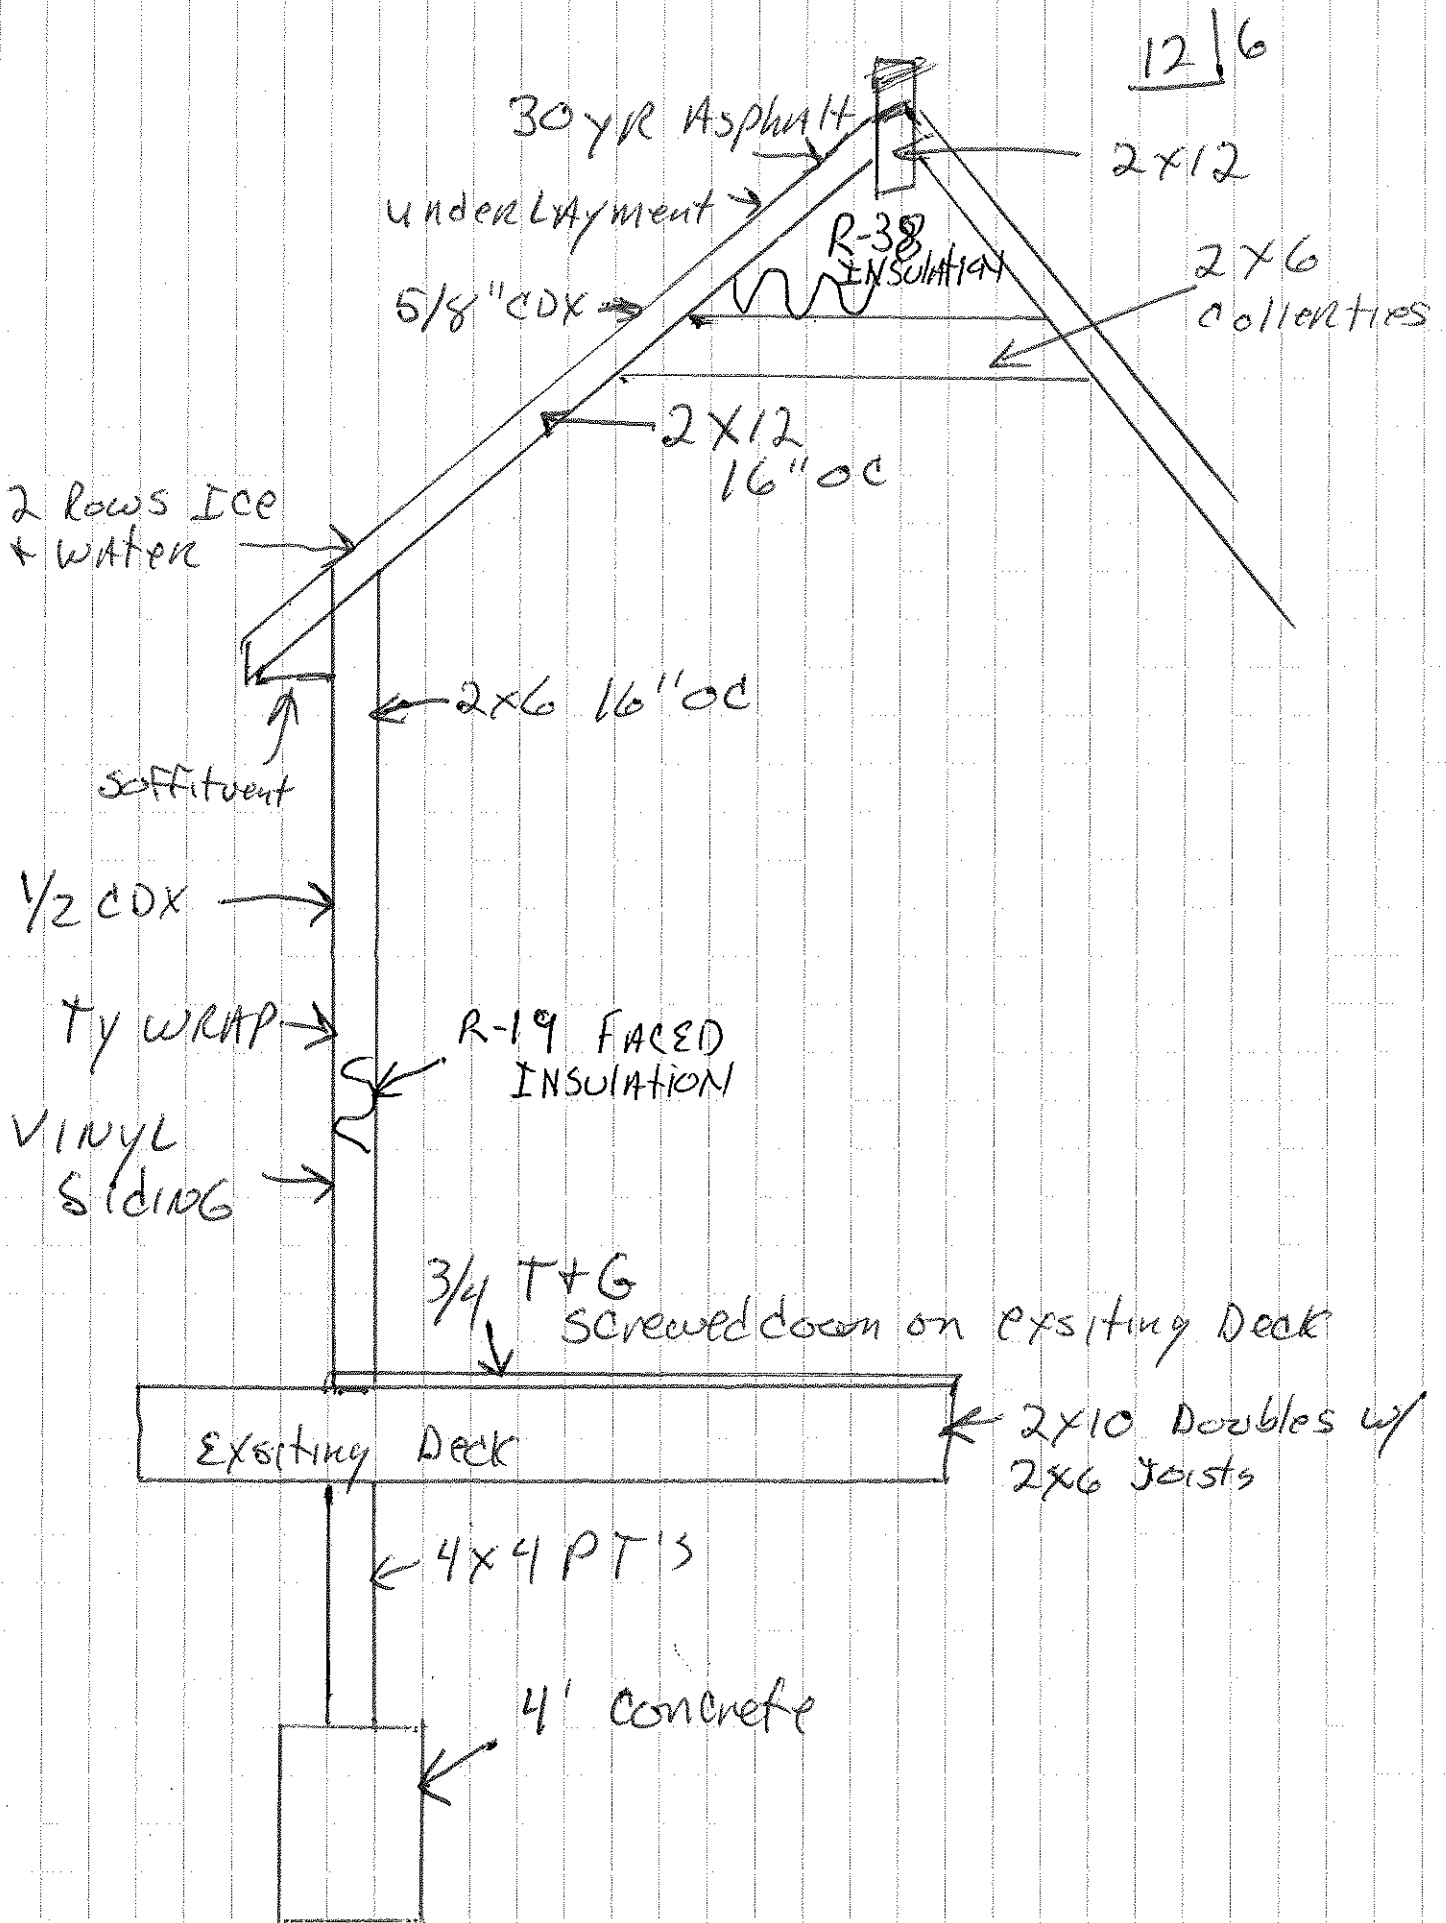 12 6
30 yR Asphalt
2x12
underLAyment
R-38
INSulAtION
2x6
collerties
5/8" CDX
2x12
16" oc
2 Rows Ice
+ WAteR
2x6 16" oc
soffitvent
1/2 CDX
Ty WRAP
R-19 FACED
INSulAtiON
VINyL
SidiNG
3/4 T+G
Screwed down on exsiting Deck
Exsiting Deck
2x10 Doubles w/
2x6 Joists
4x4 PT'S
4' Concrete